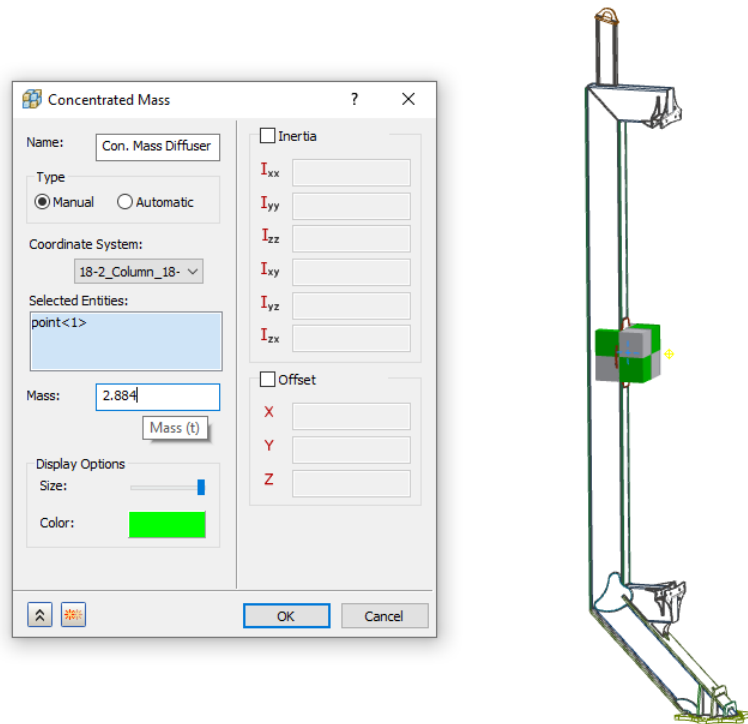 Concentrated Mass
?
Name:
Con. Mass Diffuser
Type
Manual
Automatic
Coordinate System:
18-2_Column_18-
Selected Entities:
point<1>
Mass:
2.884
Mass (t)
Display Options
Size:
Color:
Inertia
Ixx
Iyy
Izz
Ixy
Iyz
Izx
Offset
X
Y
Z
OK
Cancel